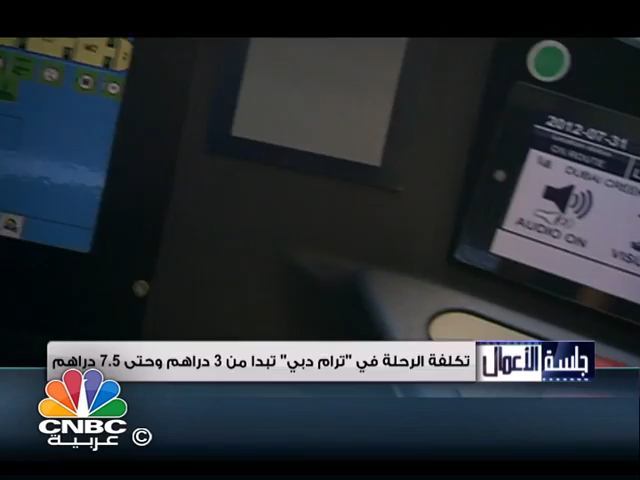 2012-07-31
ON ROUTE
DUBAI CREEK
AUDIO ON
تكلفة الرحلة في "ترام دبي" تبدا من 3 دراهم وحتى 7.5 دراهم
جلسة الأعمال
CNBC
عربية ©